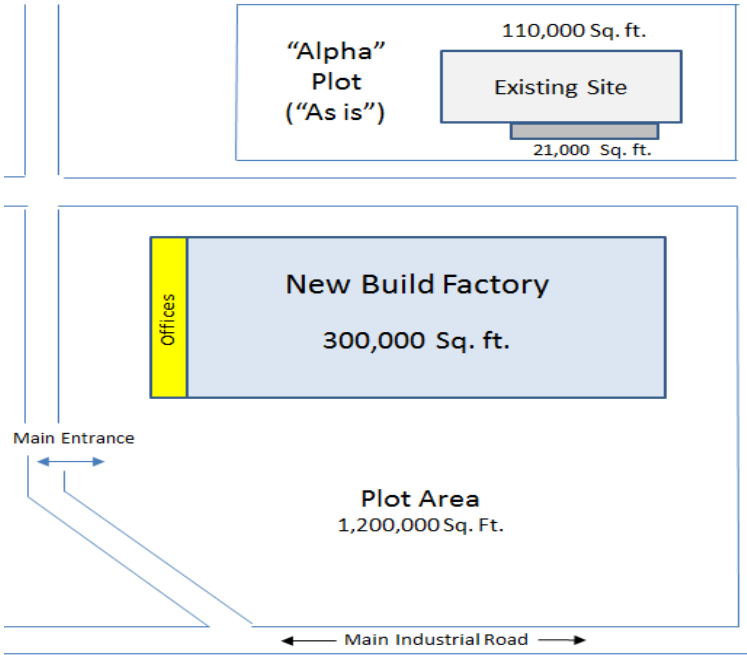 110,000 Sq. ft.
“Alpha”
Plot
(“As is”)
Existing Site
21,000 Sq. ft.
Offices
New Build Factory
300,000 Sq. ft.
Main Entrance
Plot Area
1,200,000 Sq. Ft.
Main Industrial Road